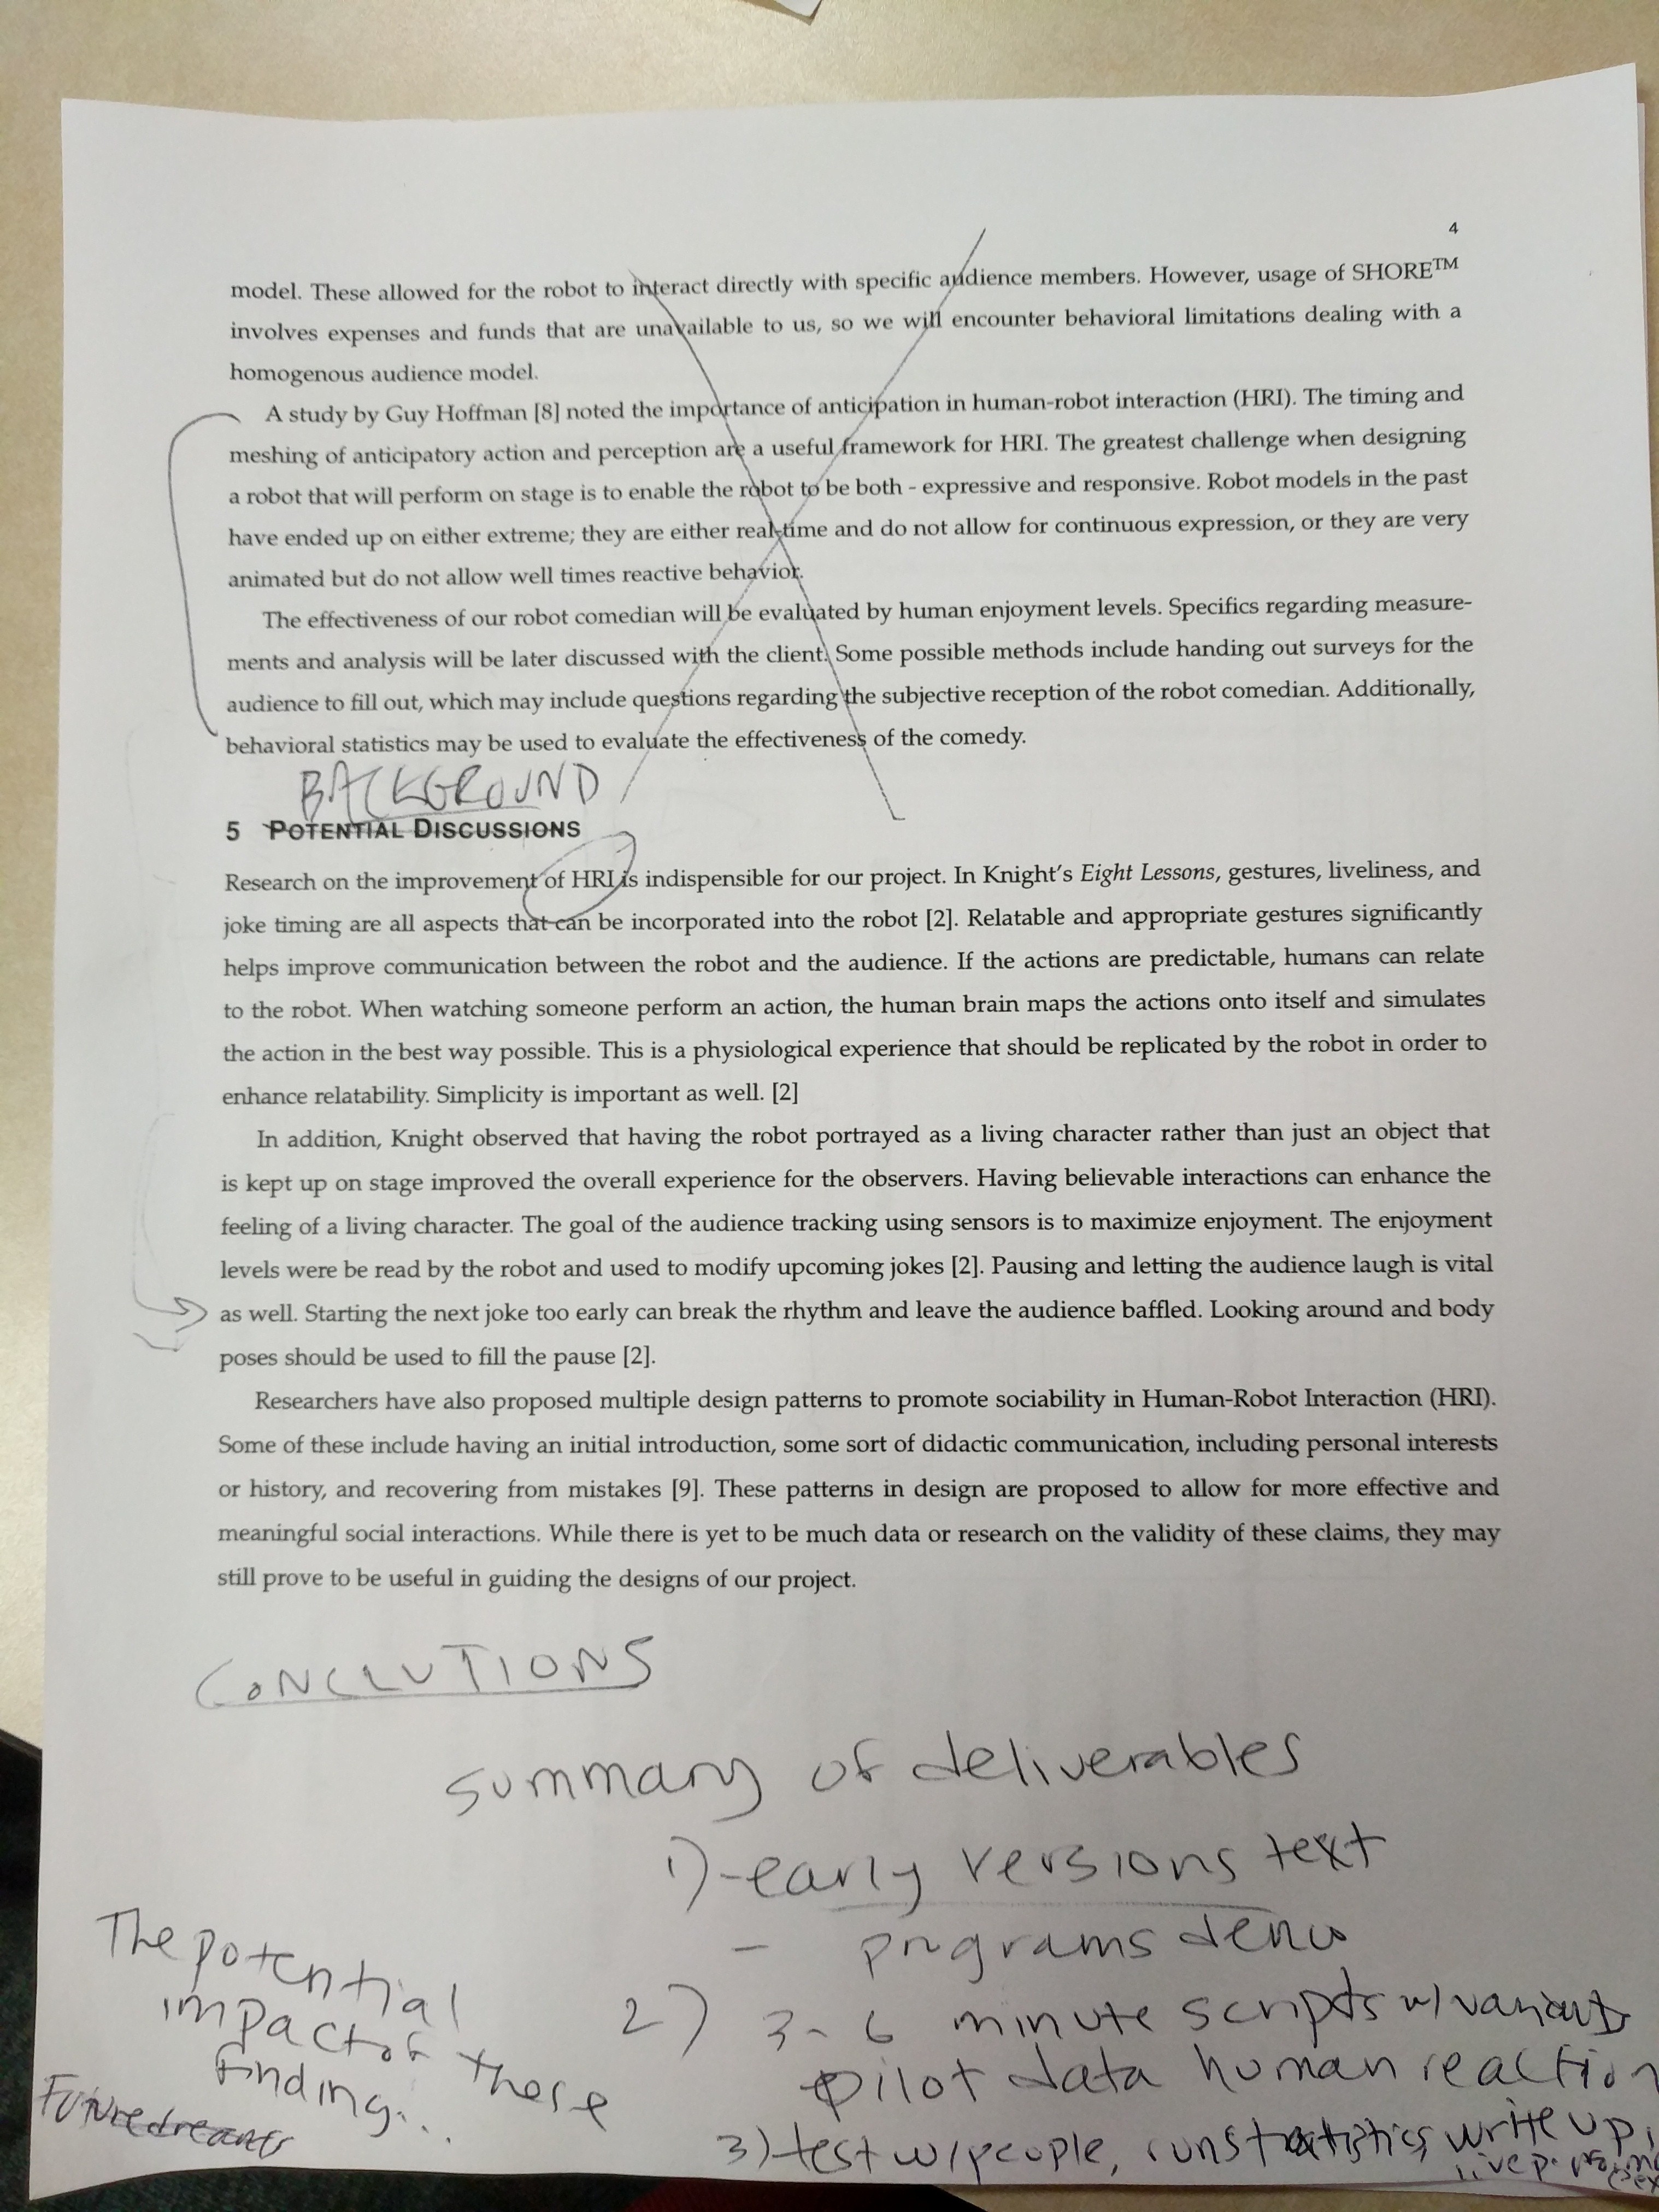 4
model. These allowed for the robot to interact directly with specific audience members. However, usage of SHORE™
involves expenses and funds that are unavailable to us, so we will encounter behavioral limitations dealing with a
homogenous audience model.
A study by Guy Hoffman [8] noted the importance of anticipation in human-robot interaction (HRI). The timing and
meshing of anticipatory action and perception are a useful framework for HRI. The greatest challenge when designing
a robot that will perform on stage is to enable the robot to be both - expressive and responsive. Robot models in the past
have ended up on either extreme; they are either real-time and do not allow for continuous expression, or they are very
animated but do not allow well times reactive behavior.
The effectiveness of our robot comedian will be evaluated by human enjoyment levels. Specifics regarding measure-
ments and analysis will be later discussed with the client. Some possible methods include handing out surveys for the
audience to fill out, which may include questions regarding the subjective reception of the robot comedian. Additionally,
behavioral statistics may be used to evaluate the effectiveness of the comedy.
BACKGROUND
5 POTENTIAL DISCUSSIONS
Research on the improvement of HRI is indispensible for our project. In Knight's Eight Lessons, gestures, liveliness, and
joke timing are all aspects that can be incorporated into the robot [2]. Relatable and appropriate gestures significantly
helps improve communication between the robot and the audience. If the actions are predictable, humans can relate
to the robot. When watching someone perform an action, the human brain maps the actions onto itself and simulates
the action in the best way possible. This is a physiological experience that should be replicated by the robot in order to
enhance relatability. Simplicity is important as well. [2]
In addition, Knight observed that having the robot portrayed as a living character rather than just an object that
is kept up on stage improved the overall experience for the observers. Having believable interactions can enhance the
feeling of a living character. The goal of the audience tracking using sensors is to maximize enjoyment. The enjoyment
levels were be read by the robot and used to modify upcoming jokes [2]. Pausing and letting the audience laugh is vital
as well. Starting the next joke too early can break the rhythm and leave the audience baffled. Looking around and body
poses should be used to fill the pause [2].
Researchers have also proposed multiple design patterns to promote sociability in Human-Robot Interaction (HRI).
Some of these include having an initial introduction, some sort of didactic communication, including personal interests
or history, and recovering from mistakes [9]. These patterns in design are proposed to allow for more effective and
meaningful social interactions. While there is yet to be much data or research on the validity of these claims, they may
still prove to be useful in guiding the designs of our project.
CONCLUTIONS
summary of deliverables
1) - early versions text
- programs demo
2) 3-6 minute scripts w/ variants
pilot data human reaction
3) test w/people, run statistics, write up,
The potential
impact of these
finding...
Future dreams